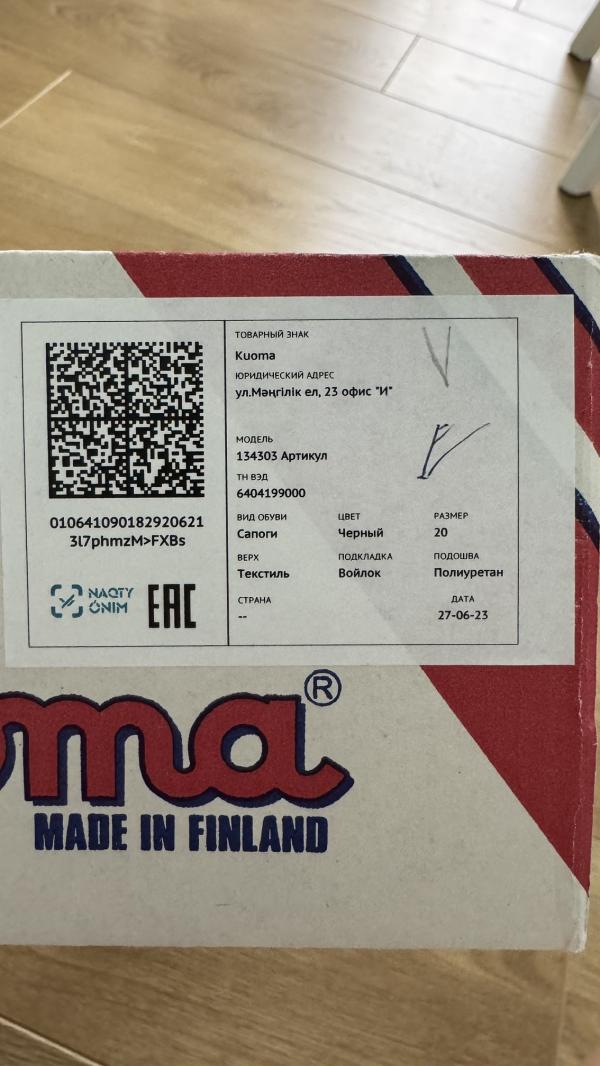 ТОВАРНЫЙ ЗНАК
Kuoma
ЮРИДИЧЕСКИЙ АДРЕС
ул.Мәңгілік ел, 23 офис "И"
МОДЕЛЬ
134303 Артикул
ТН ВЭД
6404199000
ВИД ОБУВИ ЦВЕТ РАЗМЕР
Сапоги Черный 20
ВЕРХ ПОДКЛАДКА ПОДОШВА
Текстиль Войлок Полиуретан
СТРАНА ДАТА
-- 27-06-23
010641090182920621
3l7phmzM>FXBs
NAQTY
ÓNIM
EAC
oma®
MADE IN FINLAND